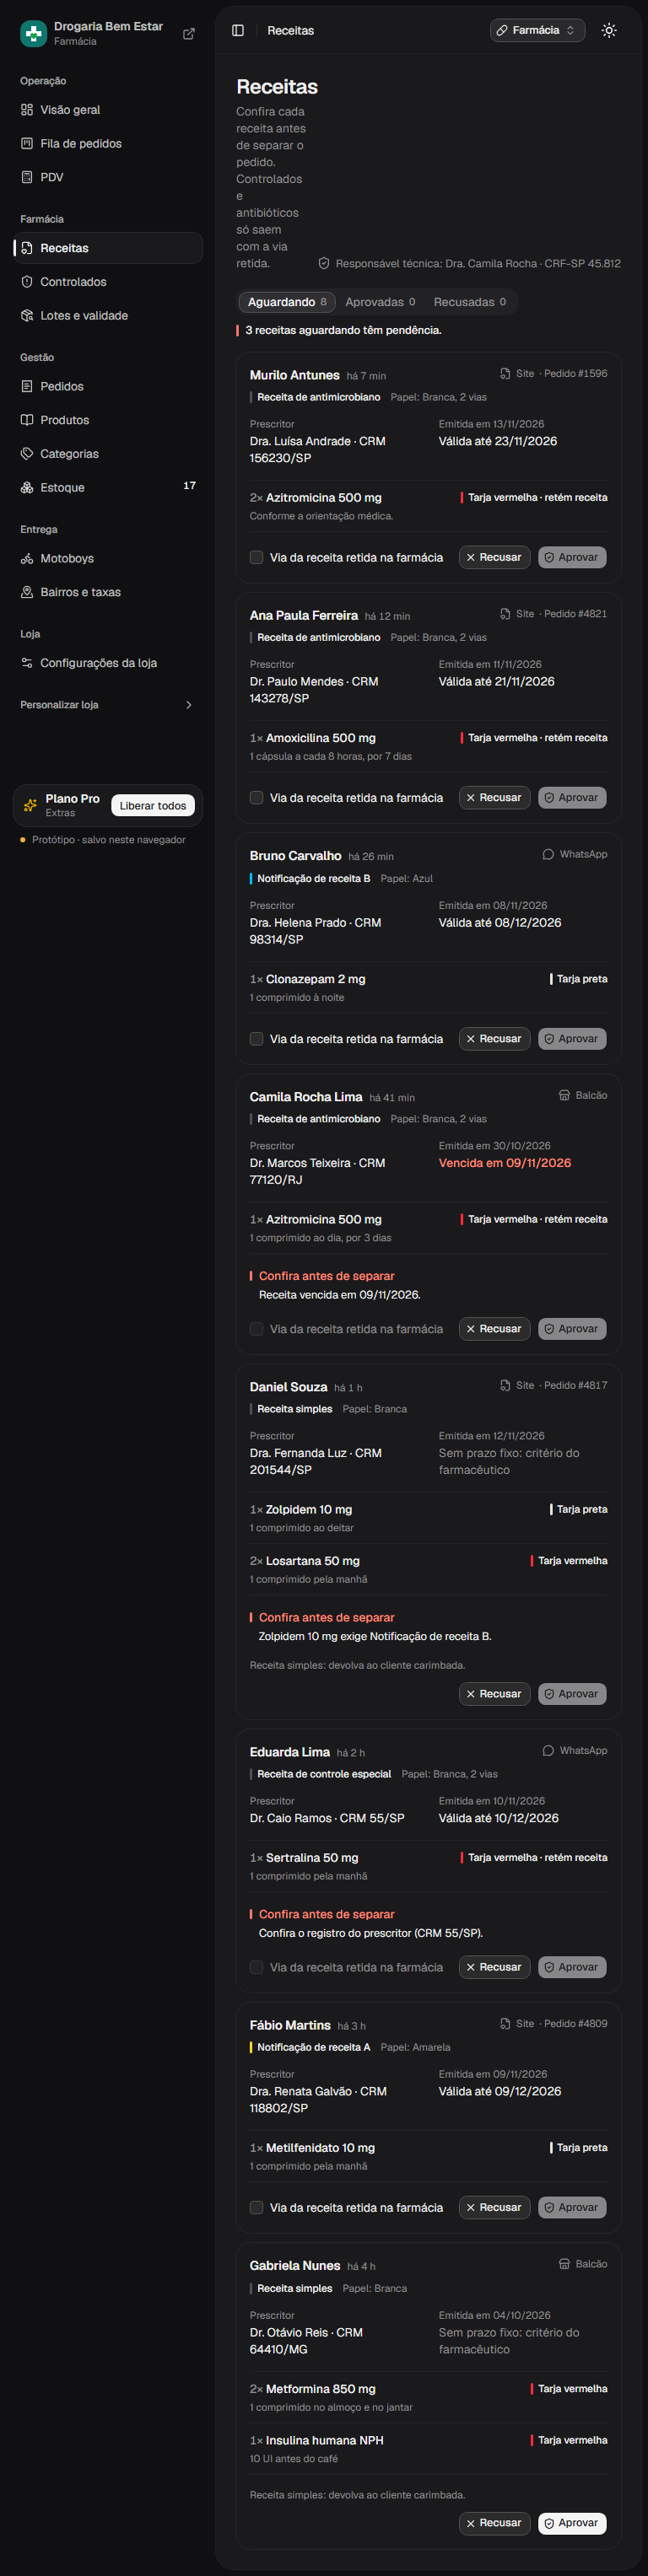 Drogaria Bem Estar
Farmácia
Operação
Visão geral
Fila de pedidos
PDV
Farmácia
Receitas
Controlados
Lotes e validade
Gestão
Pedidos
Produtos
Categorias
Estoque 17
Entrega
Motoboys
Bairros e taxas
Loja
Configurações da loja
Personalizar loja
Plano Pro
Extras
Liberar todos
Protótipo · salvo neste navegador
Receitas
Farmácia
Receitas
Confira cada
receita antes
de separar o
pedido.
Controlados
e
antibióticos
só saem
com a via
retida.
Responsável técnica: Dra. Camila Rocha · CRF-SP 45.812
Aguardando 8 Aprovadas 0 Recusadas 0
3 receitas aguardando têm pendência.
Murilo Antunes há 7 min
Site · Pedido #1596
Receita de antimicrobiano Papel: Branca, 2 vias
Prescritor
Dra. Luísa Andrade · CRM
156230/SP
Emitida em 13/11/2026
Válida até 23/11/2026
2× Azitromicina 500 mg
Tarja vermelha · retém receita
Conforme a orientação médica.
Via da receita retida na farmácia
Recusar
Aprovar
Ana Paula Ferreira há 12 min
Site · Pedido #4821
Receita de antimicrobiano Papel: Branca, 2 vias
Prescritor
Dr. Paulo Mendes · CRM
143278/SP
Emitida em 11/11/2026
Válida até 21/11/2026
1× Amoxicilina 500 mg
Tarja vermelha · retém receita
1 cápsula a cada 8 horas, por 7 dias
Via da receita retida na farmácia
Recusar
Aprovar
Bruno Carvalho há 26 min
WhatsApp
Notificação de receita B Papel: Azul
Prescritor
Dra. Helena Prado · CRM
98314/SP
Emitida em 08/11/2026
Válida até 08/12/2026
1× Clonazepam 2 mg
Tarja preta
1 comprimido à noite
Via da receita retida na farmácia
Recusar
Aprovar
Camila Rocha Lima há 41 min
Balcão
Receita de antimicrobiano Papel: Branca, 2 vias
Prescritor
Dr. Marcos Teixeira · CRM
77120/RJ
Emitida em 30/10/2026
Vencida em 09/11/2026
1× Azitromicina 500 mg
Tarja vermelha · retém receita
1 comprimido ao dia, por 3 dias
Confira antes de separar
Receita vencida em 09/11/2026.
Via da receita retida na farmácia
Recusar
Aprovar
Daniel Souza há 1 h
Site · Pedido #4817
Receita simples Papel: Branca
Prescritor
Dra. Fernanda Luz · CRM
201544/SP
Emitida em 12/11/2026
Sem prazo fixo: critério do
farmacêutico
1× Zolpidem 10 mg
Tarja preta
1 comprimido ao deitar
2× Losartana 50 mg
Tarja vermelha
1 comprimido pela manhã
Confira antes de separar
Zolpidem 10 mg exige Notificação de receita B.
Receita simples: devolva ao cliente carimbada.
Recusar
Aprovar
Eduarda Lima há 2 h
WhatsApp
Receita de controle especial Papel: Branca, 2 vias
Prescritor
Dr. Caio Ramos · CRM 55/SP
Emitida em 10/11/2026
Válida até 10/12/2026
1× Sertralina 50 mg
Tarja vermelha · retém receita
1 comprimido pela manhã
Confira antes de separar
Confira o registro do prescritor (CRM 55/SP).
Via da receita retida na farmácia
Recusar
Aprovar
Fábio Martins há 3 h
Site · Pedido #4809
Notificação de receita A Papel: Amarela
Prescritor
Dra. Renata Galvão · CRM
118802/SP
Emitida em 09/11/2026
Válida até 09/12/2026
1× Metilfenidato 10 mg
Tarja preta
1 comprimido pela manhã
Via da receita retida na farmácia
Recusar
Aprovar
Gabriela Nunes há 4 h
Balcão
Receita simples Papel: Branca
Prescritor
Dr. Otávio Reis · CRM
64410/MG
Emitida em 04/10/2026
Sem prazo fixo: critério do
farmacêutico
2× Metformina 850 mg
Tarja vermelha
1 comprimido no almoço e no jantar
1× Insulina humana NPH
Tarja vermelha
10 UI antes do café
Receita simples: devolva ao cliente carimbada.
Recusar
Aprovar